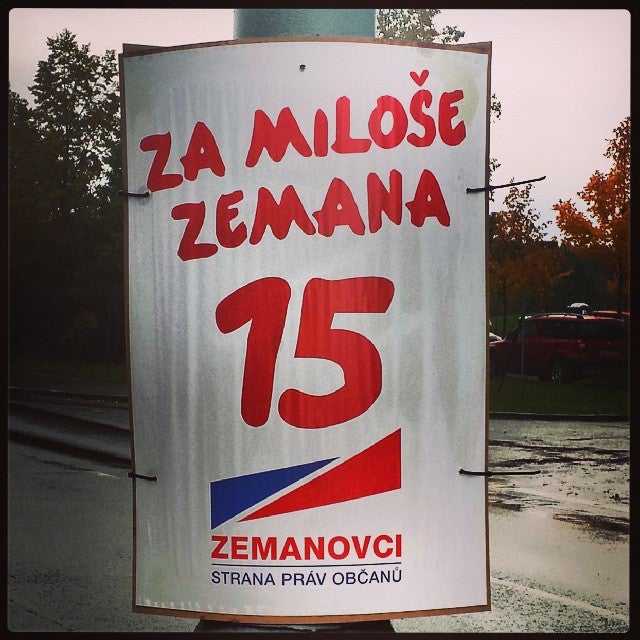 ZA MILOŠE
ZEMANA
15
ZEMANOVCI
STRANA PRÁV OBČANŮ